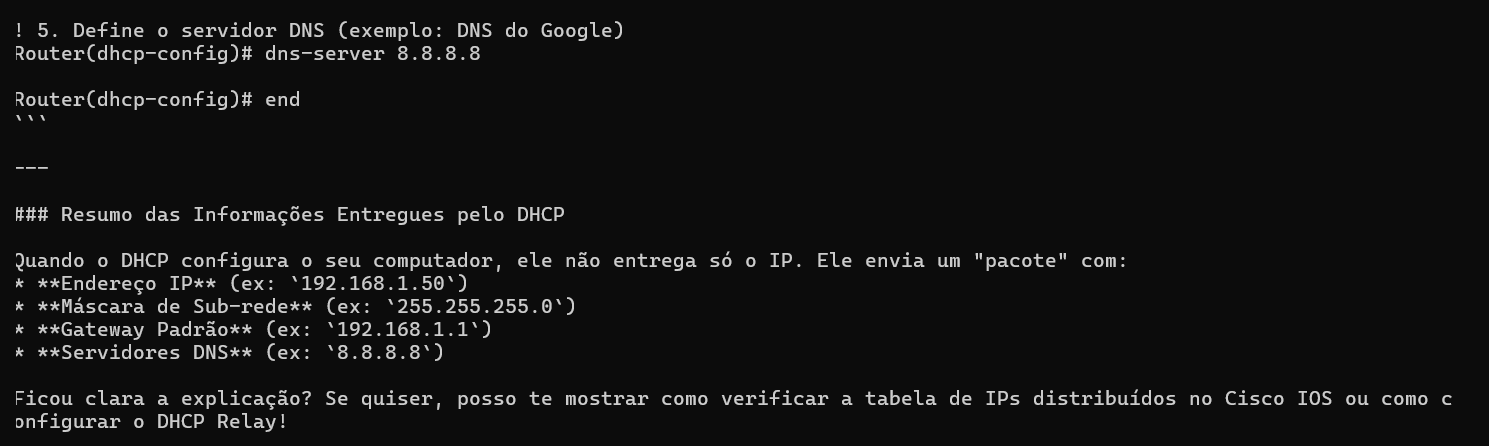 ! 5. Define o servidor DNS (exemplo: DNS do Google)
Router(dhcp-config)# dns-server 8.8.8.8
Router(dhcp-config)# end
```
---
### Resumo das Informações Entregues pelo DHCP
Quando o DHCP configura o seu computador, ele não entrega só o IP. Ele envia um "pacote" com:
* **Endereço IP** (ex: `192.168.1.50`)
* **Máscara de Sub-rede** (ex: `255.255.255.0`)
* **Gateway Padrão** (ex: `192.168.1.1`)
* **Servidores DNS** (ex: `8.8.8.8`)
Ficou clara a explicação? Se quiser, posso te mostrar como verificar a tabela de IPs distribuídos no Cisco IOS ou como c
onfigurar o DHCP Relay!